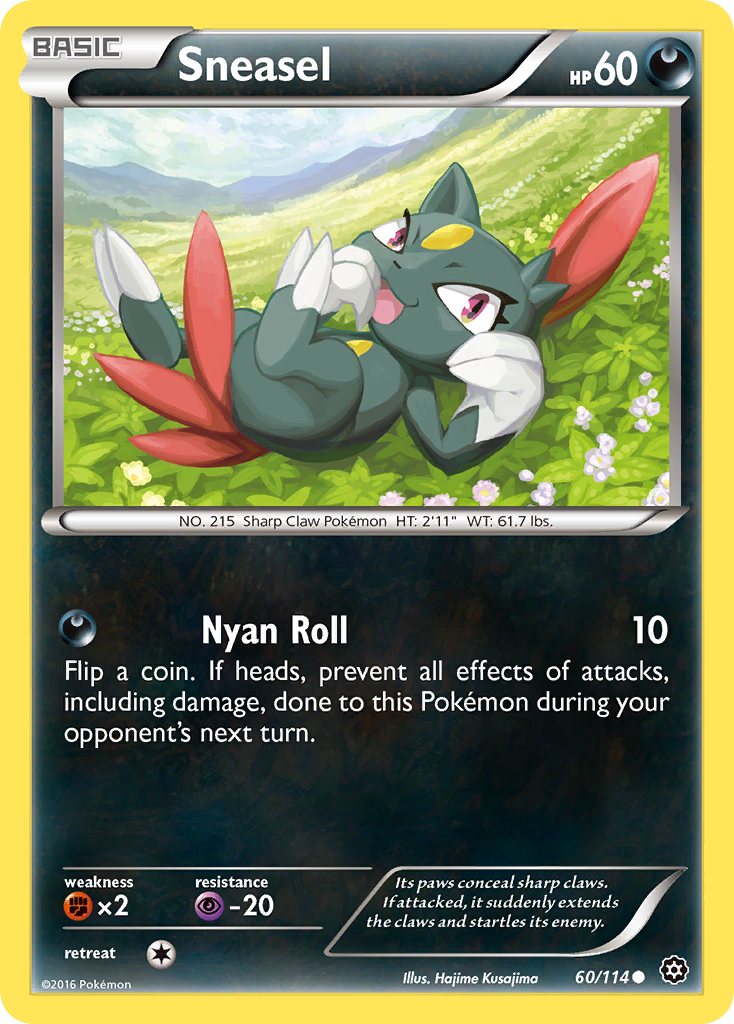 BASIC
Sneasel
HP60
NO. 215 Sharp Claw Pokémon HT: 2'11" WT: 61.7 lbs.
Nyan Roll 10
Flip a coin. If heads, prevent all effects of attacks,
including damage, done to this Pokémon during your
opponent's next turn.
weakness
×2
resistance
-20
retreat
Its paws conceal sharp claws.
If attacked, it suddenly extends
the claws and startles its enemy.
©2016 Pokémon
Illus. Hajime Kusajima
60/114